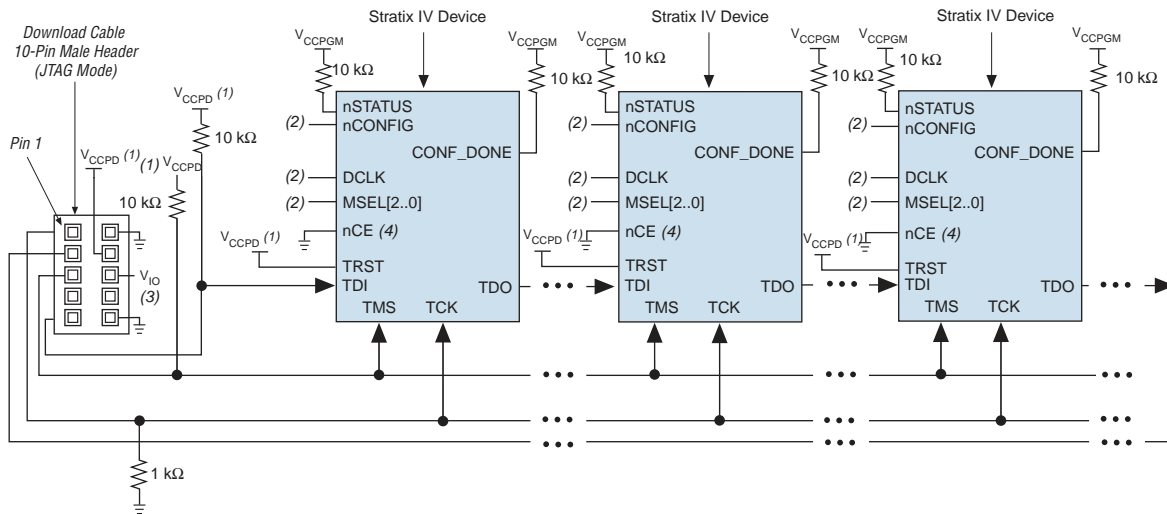 Download Cable
10-Pin Male Header
(JTAG Mode)
Pin 1
VCCPD (1)
10 kΩ
VCCPD (1)
(1) VCCPD
10 kΩ
VIO
(3)
1 kΩ
Stratix IV Device
VCCPGM
10 kΩ
VCCPGM
10 kΩ
nSTATUS
(2) nCONFIG
CONF_DONE
(2) DCLK
(2) MSEL[2..0]
nCE (4)
VCCPD (1)
TRST
TDI
TDO
TMS
TCK
Stratix IV Device
VCCPGM
10 kΩ
VCCPGM
10 kΩ
nSTATUS
(2) nCONFIG
CONF_DONE
(2) DCLK
(2) MSEL[2..0]
nCE (4)
VCCPD (1)
TRST
TDI
TDO
TMS
TCK
Stratix IV Device
VCCPGM
10 kΩ
VCCPGM
10 kΩ
nSTATUS
(2) nCONFIG
CONF_DONE
(2) DCLK
(2) MSEL[2..0]
nCE (4)
VCCPD (1)
TRST
TDI
TDO
TMS
TCK